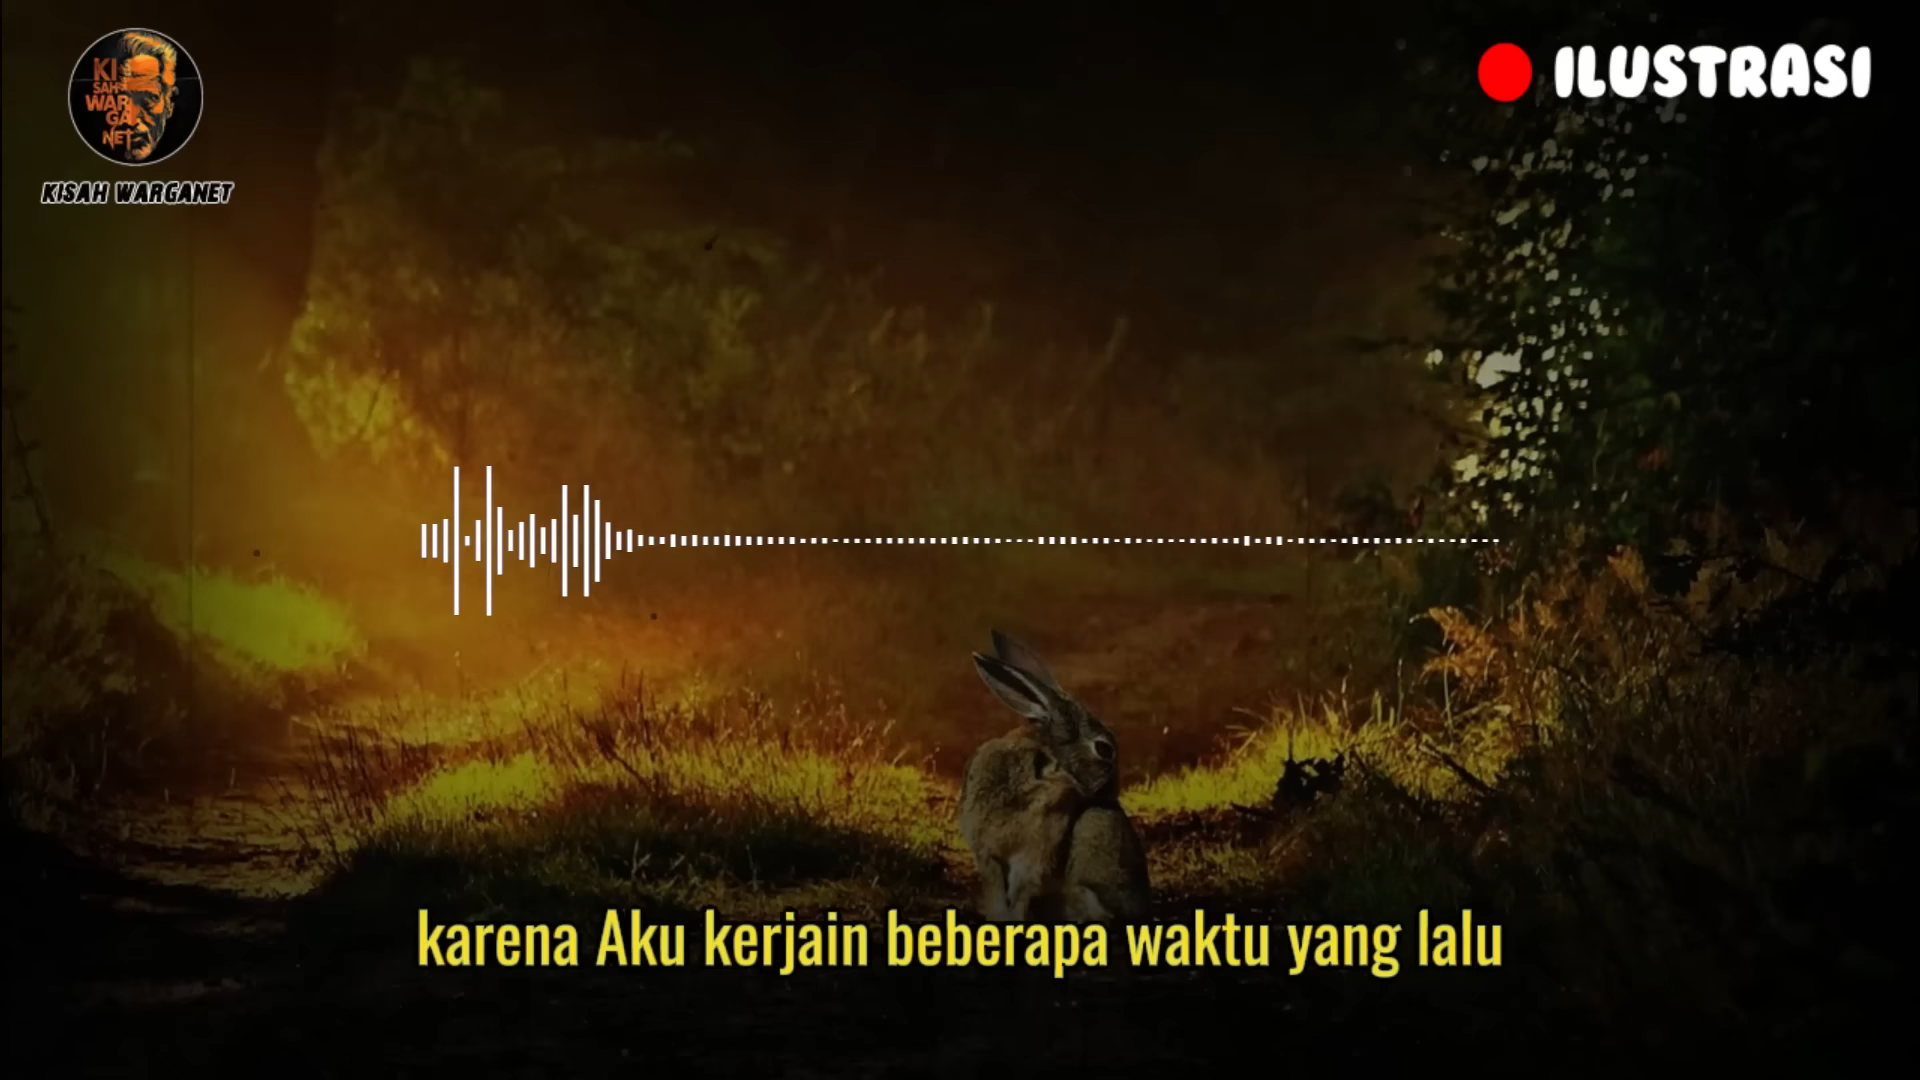 KI
SAH
WAR
GA
NET
KISAH WARGANET
ILUSTRASI
karena Aku kerjain beberapa waktu yang lalu